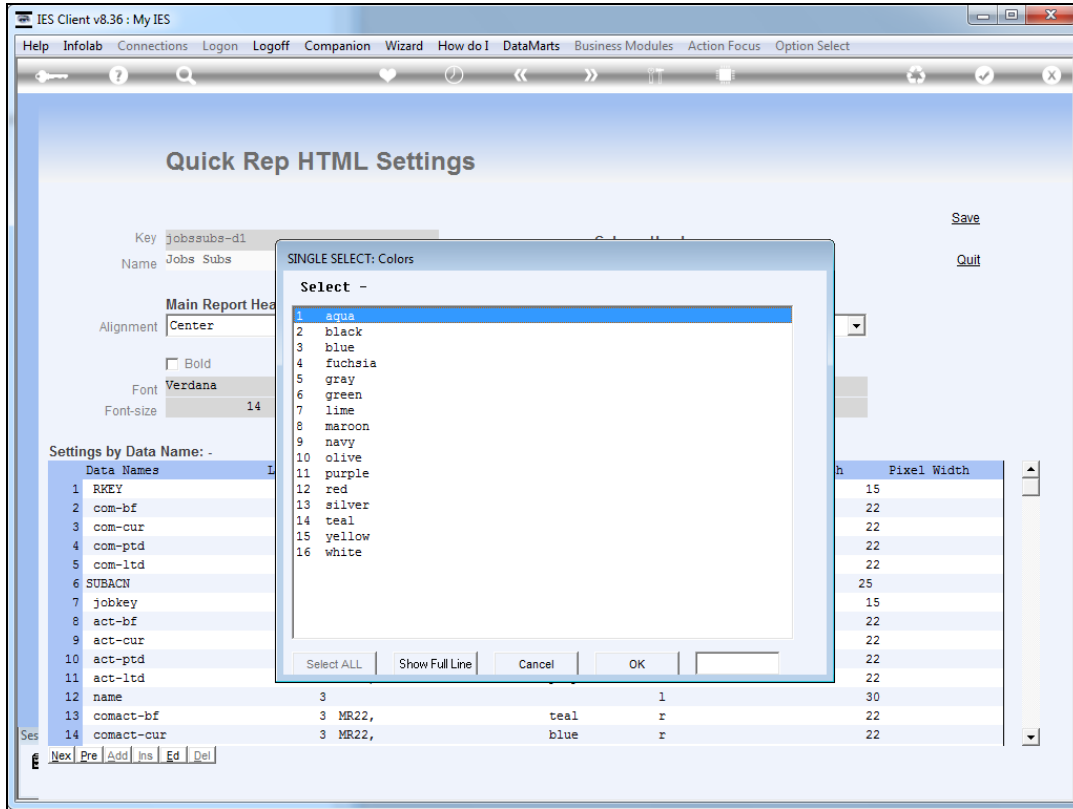 IES Client v8.36 : My IES
Help Infolab Connections Logon Logoff Companion Wizard How do I DataMarts Business Modules Action Focus Option Select
Quick Rep HTML Settings
Save
Key jobssubs-d1
Name Jobs Subs
Quit
Main Report Hea
Alignment Center
Bold
Font Verdana
Font-size 14
SINGLE SELECT: Colors
Select -
1 aqua
2 black
3 blue
4 fuchsia
5 gray
6 green
7 lime
8 maroon
9 navy
10 olive
11 purple
12 red
13 silver
14 teal
15 yellow
16 white
Select ALL Show Full Line Cancel OK
Settings by Data Name: -
Data Names L h Pixel Width
1 RKEY 15
2 com-bf 22
3 com-cur 22
4 com-ptd 22
5 com-ltd 22
6 SUBACN 25
7 jobkey 15
8 act-bf 22
9 act-cur 22
10 act-ptd 22
11 act-ltd 22
12 name 3 l 30
13 comact-bf 3 MR22, teal r 22
14 comact-cur 3 MR22, blue r 22
Ses
Nex Pre Add Ins Ed Del